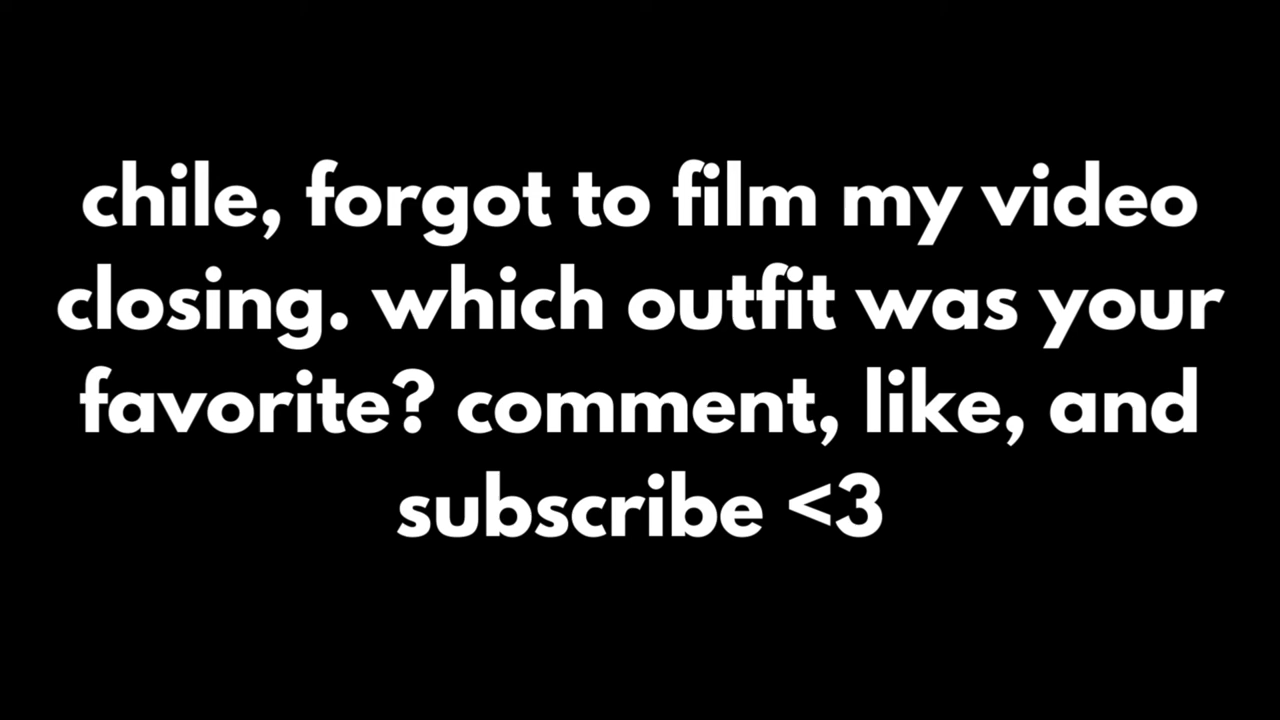 chile, forgot to film my video
closing. which outfit was your
favorite? comment, like, and
subscribe <3